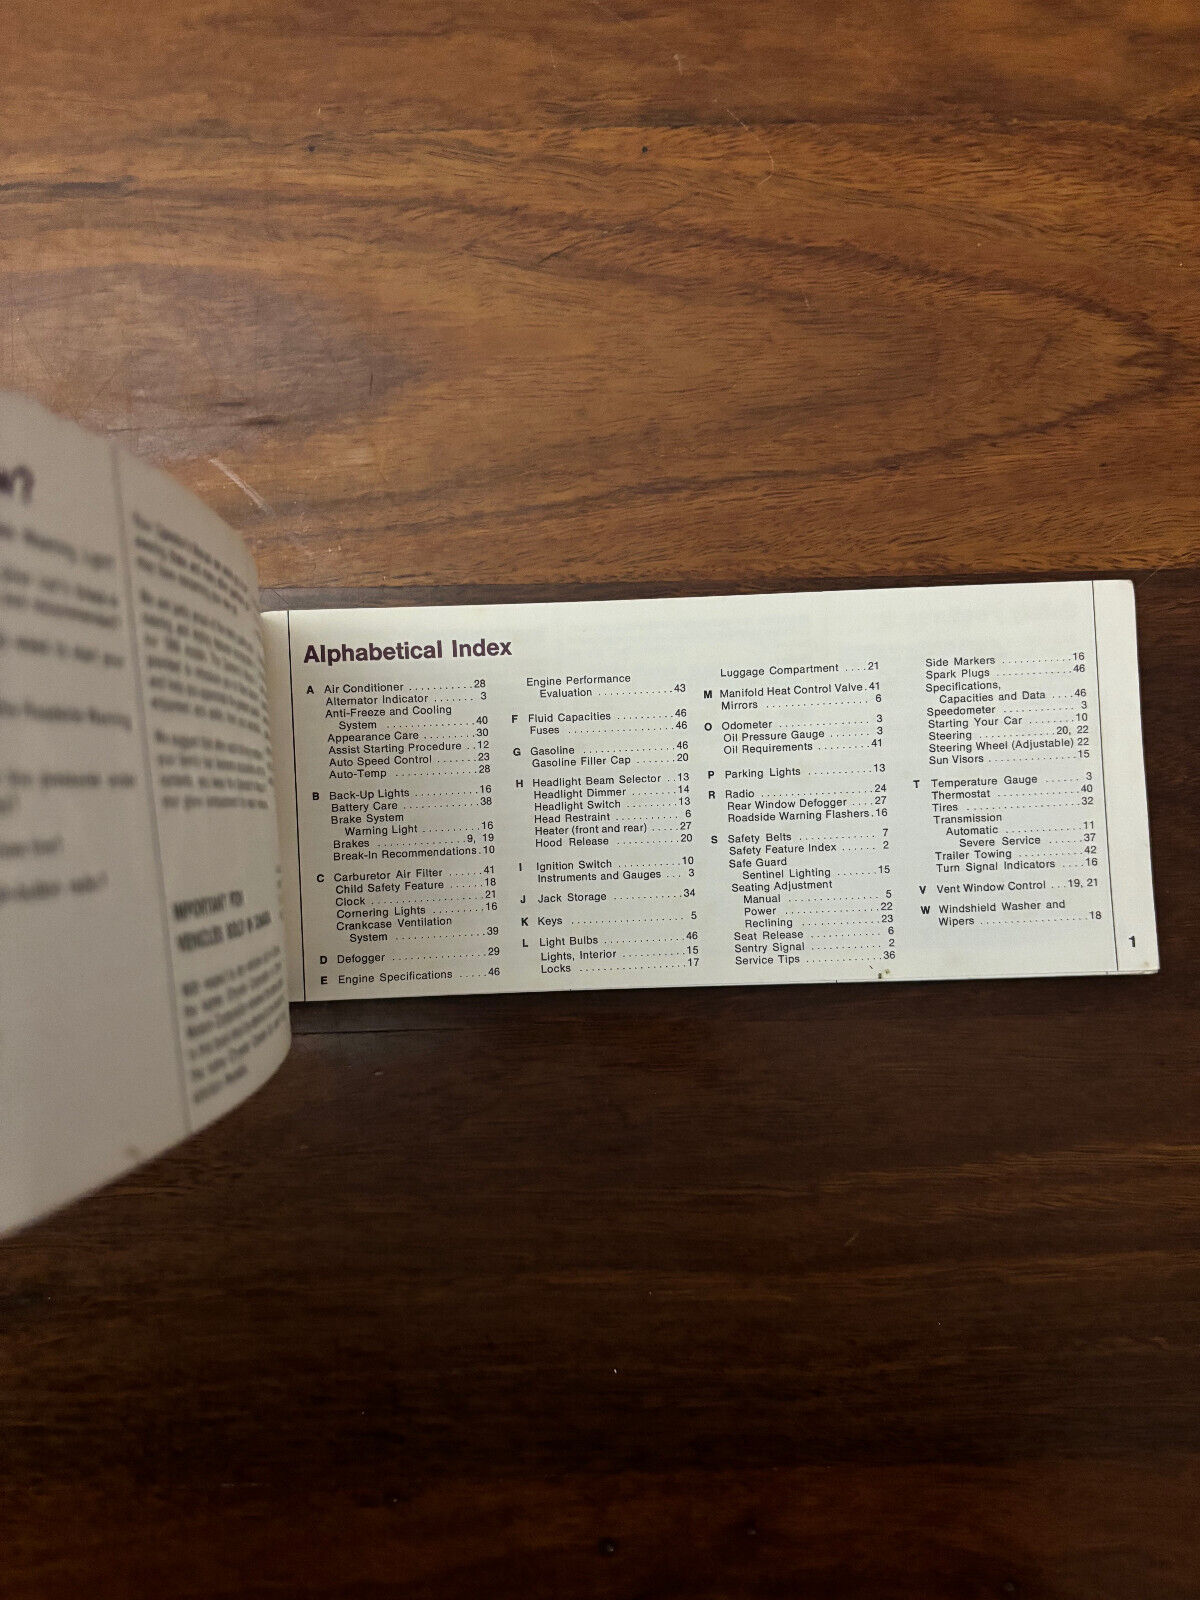 w?
IMPORTANT FOR
VEHICLES SOLD IN CANADA
Alphabetical Index
A Air Conditioner ...........28
Alternator Indicator ....... 3
Anti-Freeze and Cooling
System ................40
Appearance Care .........30
Assist Starting Procedure ..12
Auto Speed Control .......23
Auto-Temp ..............28
B Back-Up Lights ...........16
Battery Care .............38
Brake System
Warning Light ..........16
Brakes ...............9, 19
Break-In Recommendations.10
C Carburetor Air Filter ......41
Child Safety Feature ......18
Clock ....................21
Cornering Lights .........16
Crankcase Ventilation
System ...............39
D Defogger ................29
E Engine Specifications .....46
Engine Performance
Evaluation .............43
F Fluid Capacities ..........46
Fuses ...................46
G Gasoline ................46
Gasoline Filler Cap .......20
H Headlight Beam Selector ..13
Headlight Dimmer ........14
Headlight Switch .........13
Head Restraint ........... 6
Heater (front and rear) .....27
Hood Release ............20
I Ignition Switch ...........10
Instruments and Gauges ... 3
J Jack Storage .............34
K Keys ................... 5
L Light Bulbs ..............46
Lights, Interior ...........15
Locks ..................17
Luggage Compartment ....21
M Manifold Heat Control Valve.41
Mirrors .................. 6
O Odometer ............... 3
Oil Pressure Gauge ....... 3
Oil Requirements .........41
P Parking Lights ...........13
R Radio ...................24
Rear Window Defogger ....27
Roadside Warning Flashers.16
S Safety Belts .............. 7
Safety Feature Index ...... 2
Safe Guard
Sentinel Lighting ........15
Seating Adjustment
Manual ................. 5
Power .................22
Reclining ..............23
Seat Release ............. 6
Sentry Signal ............ 2
Service Tips .............36
Side Markers ............16
Spark Plugs .............46
Specifications,
Capacities and Data ....46
Speedometer ............ 3
Starting Your Car .........10
Steering ..............20, 22
Steering Wheel (Adjustable) 22
Sun Visors ...............15
T Temperature Gauge ...... 3
Thermostat ..............40
Tires ....................32
Transmission
Automatic .............11
Severe Service ........37
Trailer Towing ...........42
Turn Signal Indicators ....16
V Vent Window Control ...19, 21
W Windshield Washer and
Wipers ...................18
1